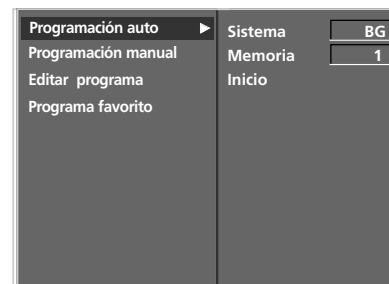 Programación auto
Programación manual
Editar programa
Programa favorito
Sistema BG
Memoria 1
Inicio